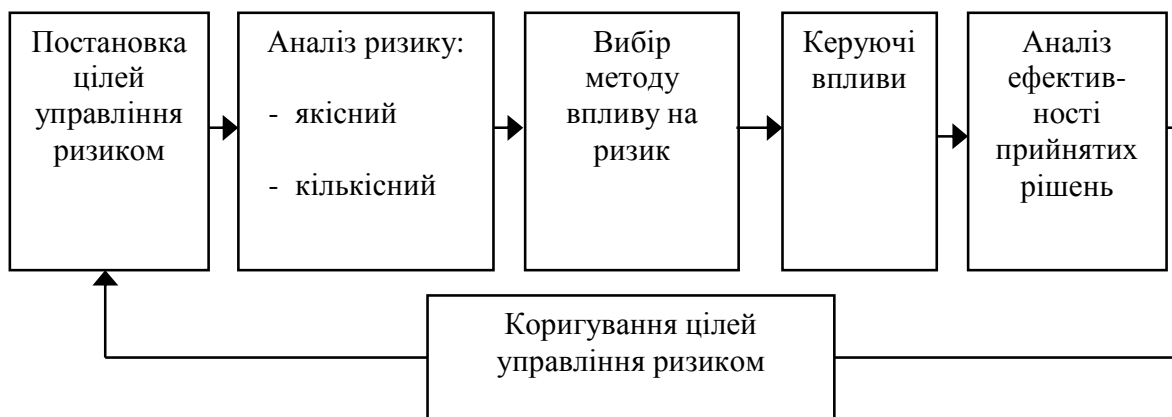 Постановка
цілей
управління
ризиком
Аналіз ризику:
- якісний
- кількісний
Вибір
методу
впливу на
ризик
Керуючі
впливи
Аналіз
ефектив-
ності
прийнятих
рішень
Коригування цілей
управління ризиком